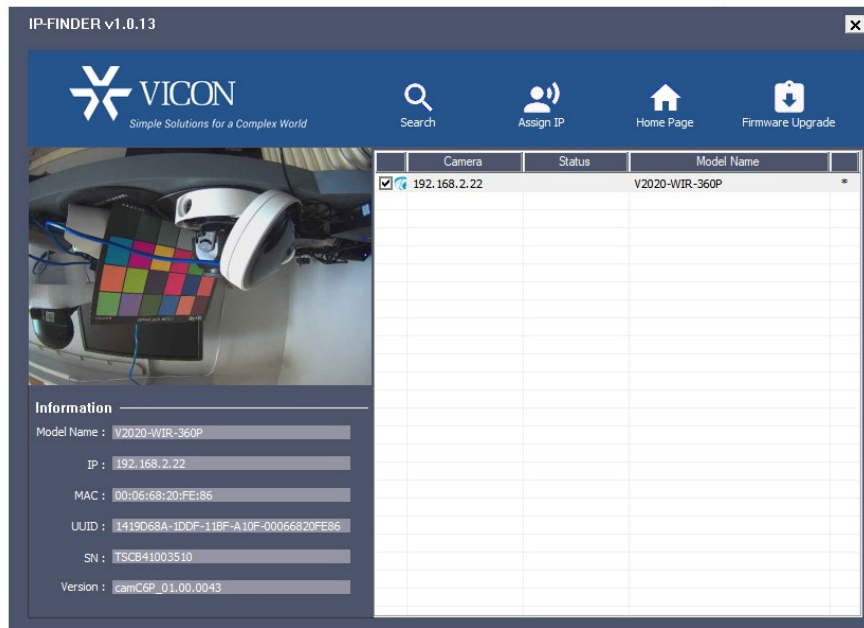 IP-FINDER v1.0.13
VICON
Simple Solutions for a Complex World
Search
Assign IP
Home Page
Firmware Upgrade
Camera Status Model Name
192.168.2.22 V2020-WIR-360P *
Information
Model Name : V2020-WIR-360P
IP : 192.168.2.22
MAC : 00:06:68:20:FE:86
UUID : 1419D68A-1DDF-11BF-A10F-00066820FE86
SN : TSCB41003510
Version : camC6P_01.00.0043